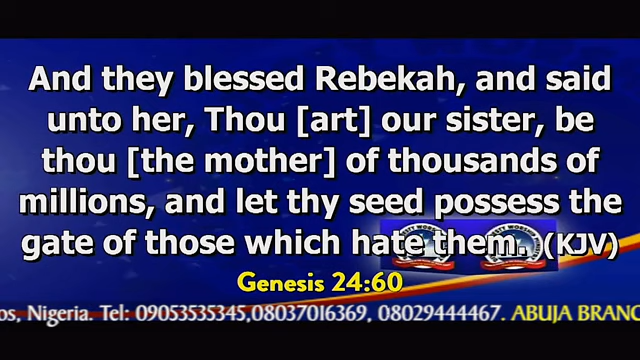 And they blessed Rebekah, and said
unto her, Thou [art] our sister, be
thou [the mother] of thousands of
millions, and let thy seed possess the
gate of those which hate them. (KJV)
Genesis 24:60
os, Nigeria. Tel: 09053535345,08037016369, 08029444467. ABUJA BRANC